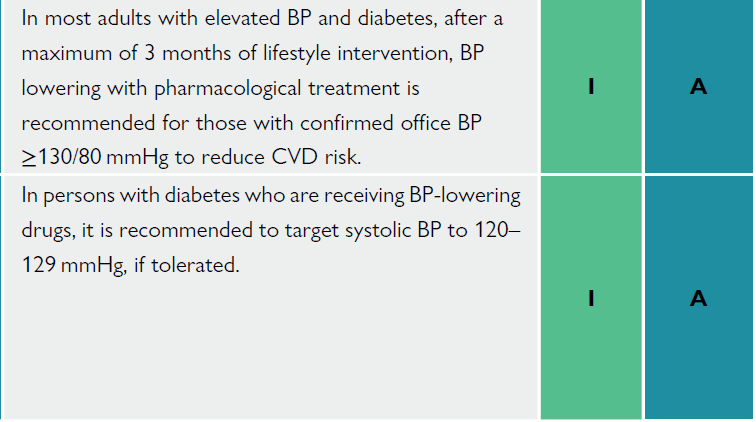 In most adults with elevated BP and diabetes, after a
maximum of 3 months of lifestyle intervention, BP
lowering with pharmacological treatment is
recommended for those with confirmed office BP
≥130/80 mmHg to reduce CVD risk.
I
A
In persons with diabetes who are receiving BP-lowering
drugs, it is recommended to target systolic BP to 120–
129 mmHg, if tolerated.
I
A